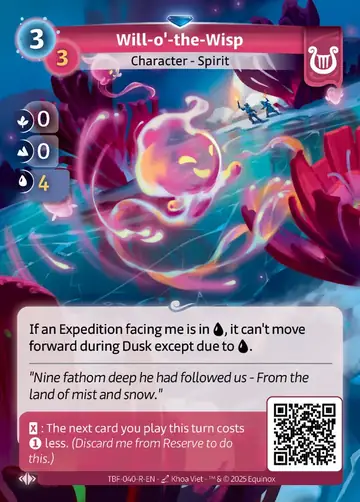 3
3
Will-o'-the-Wisp
Character - Spirit
0
0
4
If an Expedition facing me is in , it can't move
forward during Dusk except due to .
"Nine fathom deep he had followed us - From the
land of mist and snow."
X : The next card you play this turn costs
1 less. (Discard me from Reserve to do
this.)
TBF-040-R-EN - Khoa Viet - ™ & © 2025 Equinox